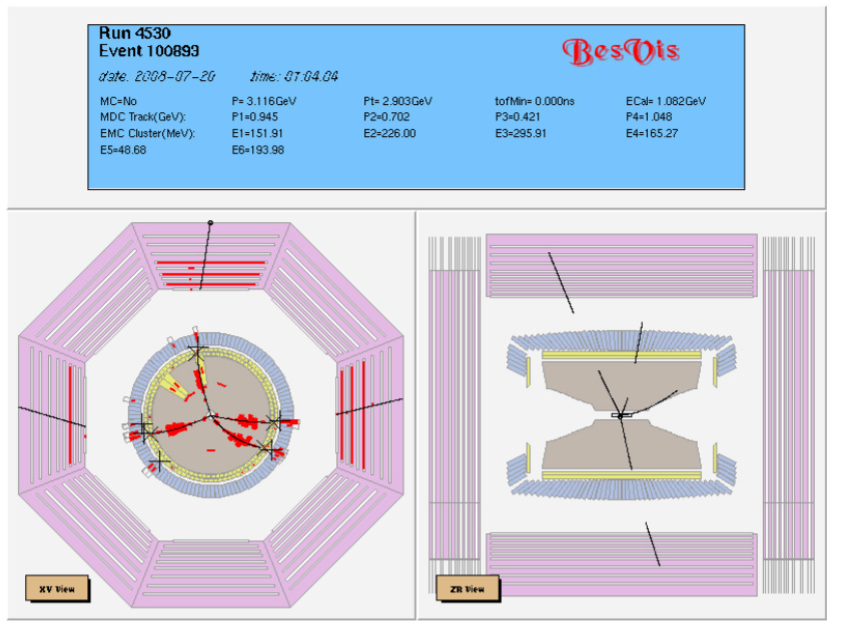 Run 4530
Event 100893
BesVis
date: 2008-07-20 time: 01:04:04
MC=No P= 3.116GeV Pt= 2.903GeV tofMin= 0.000ns ECal= 1.082GeV
MDC Track(GeV): P1=0.945 P2=0.702 P3=0.421 P4=1.048
EMC Cluster(MeV): E1=151.91 E2=226.00 E3=295.91 E4=165.27
E5=48.68 E6=193.98
XV View
ZR View